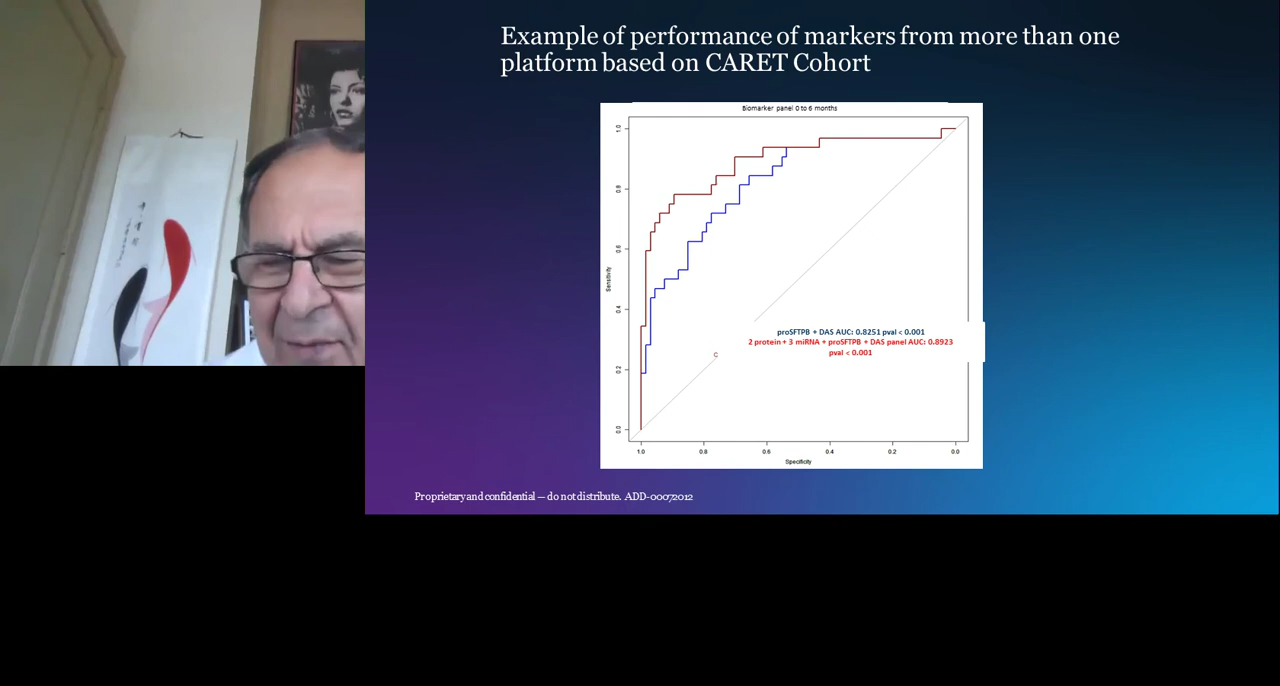 Example of performance of markers from more than one
platform based on CARET Cohort
Biomarker panel 0 to 6 months
1.0
0.8
0.6
0.4
0.2
0.0
Sensitivity
proSFTPB + DAS AUC: 0.8251 pval < 0.001
2 protein + 3 miRNA + proSFTPB + DAS panel AUC: 0.8923
pval < 0.001
C
1.0 0.8 0.6 0.4 0.2 0.0
Specificity
Proprietary and confidential — do not distribute. ADD-00072012